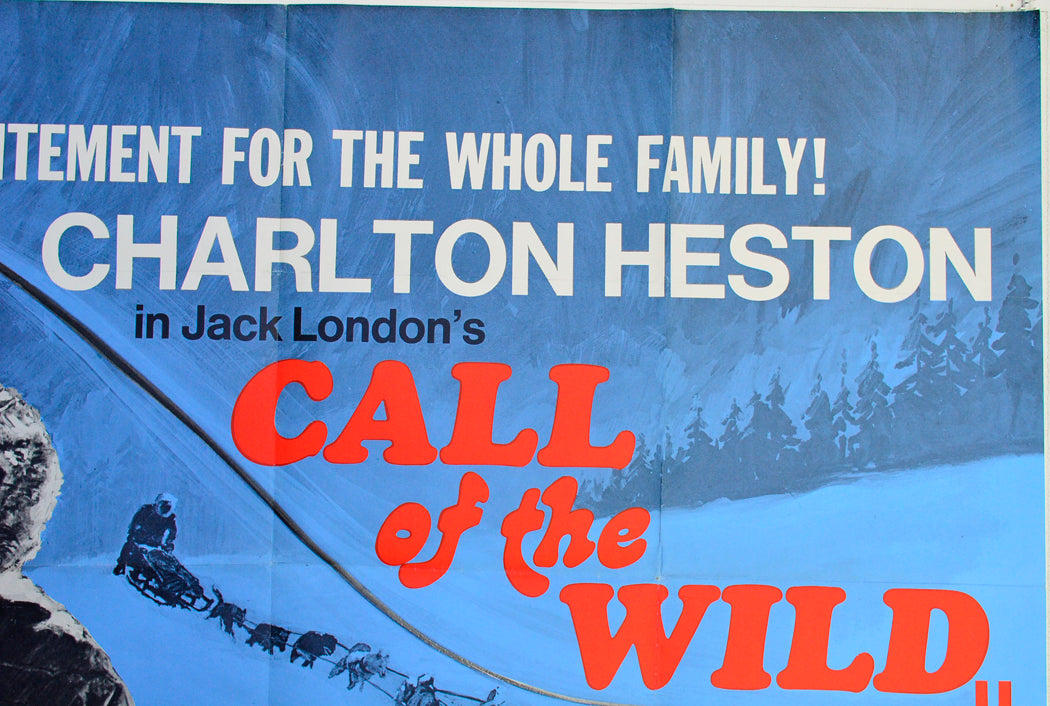 ITEMENT FOR THE WHOLE FAMILY!
CHARLTON HESTON
in Jack London's
CALL
of the
WILD